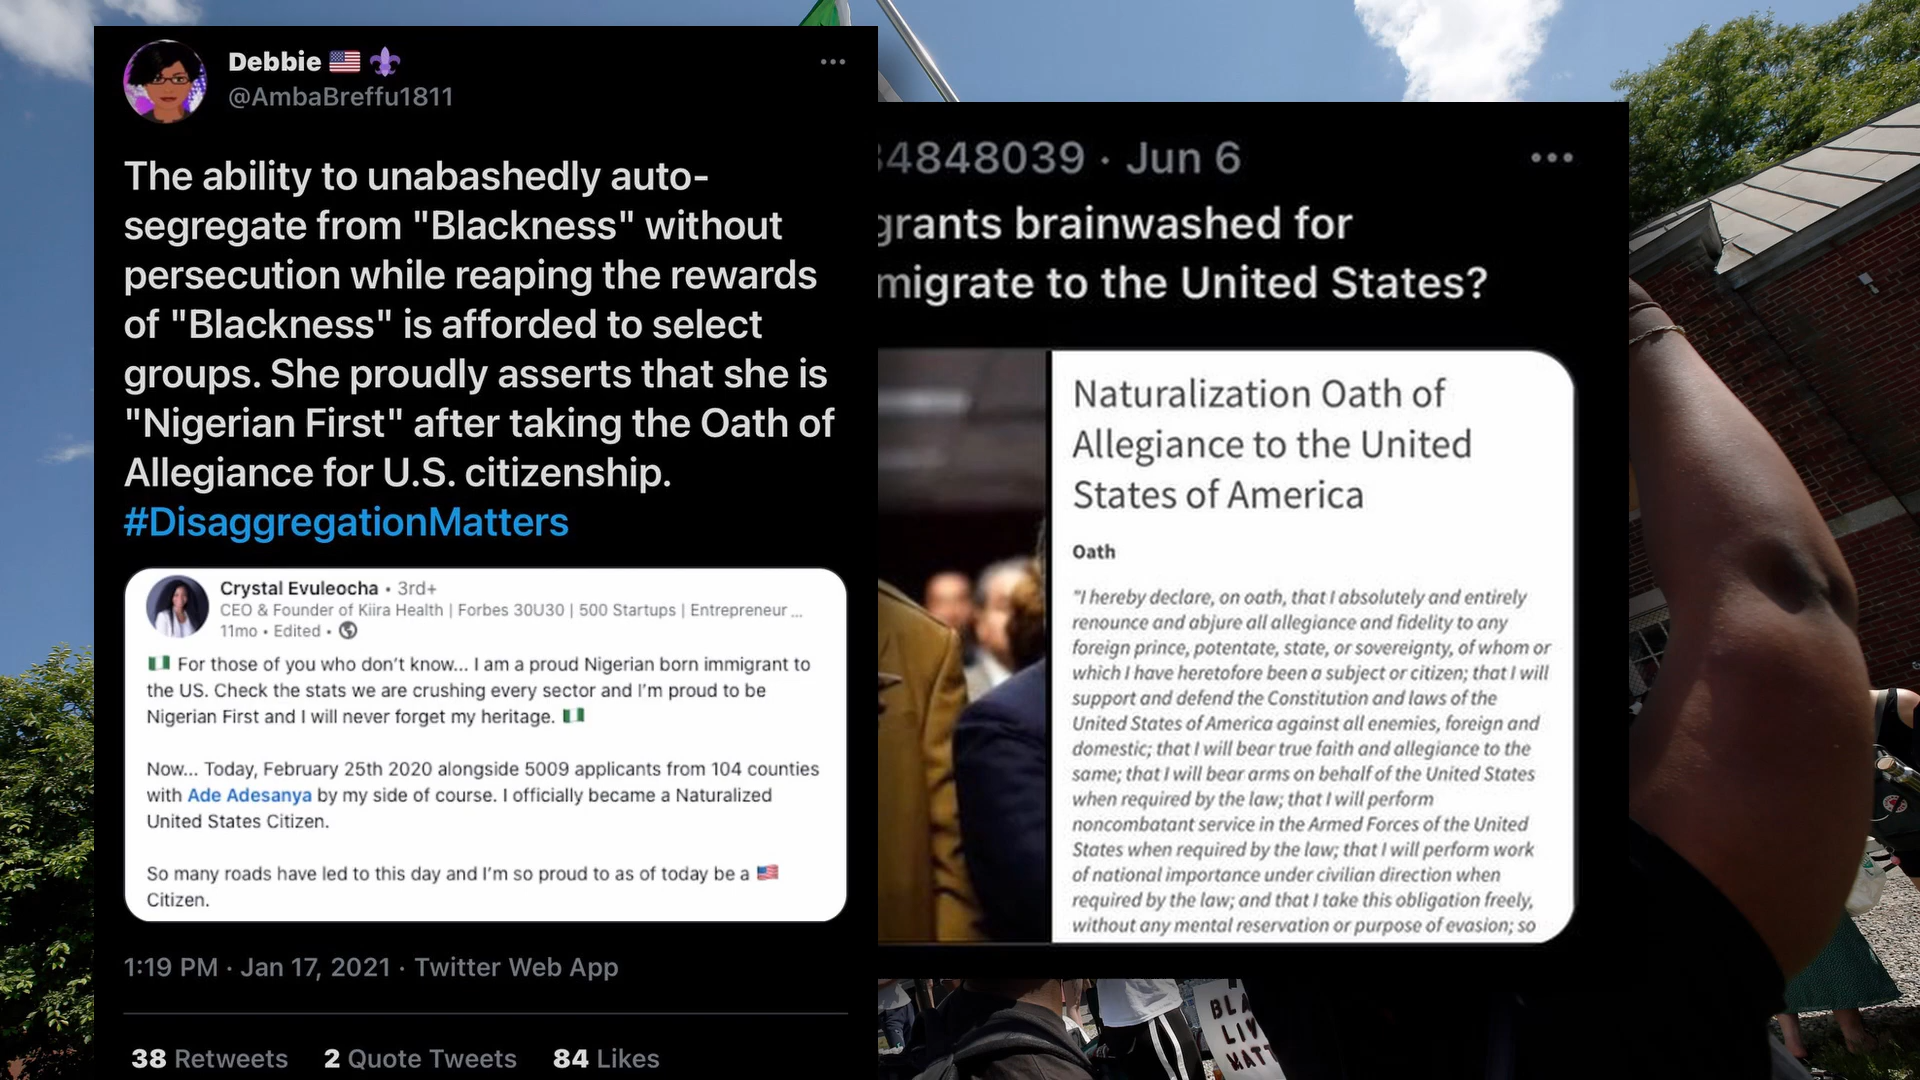 Debbie 🇺🇸 ⚜
@AmbaBreffu1811
The ability to unabashedly auto-
segregate from "Blackness" without
persecution while reaping the rewards
of "Blackness" is afforded to select
groups. She proudly asserts that she is
"Nigerian First" after taking the Oath of
Allegiance for U.S. citizenship.
#DisaggregationMatters
Crystal Evuleocha • 3rd+
CEO & Founder of Kiira Health | Forbes 30U30 | 500 Startups | Entrepreneur ...
11mo • Edited •
🇳🇬 For those of you who don't know... I am a proud Nigerian born immigrant to
the US. Check the stats we are crushing every sector and I'm proud to be
Nigerian First and I will never forget my heritage. 🇳🇬
Now... Today, February 25th 2020 alongside 5009 applicants from 104 counties
with Ade Adesanya by my side of course. I officially became a Naturalized
United States Citizen.
So many roads have led to this day and I'm so proud to as of today be a 🇺🇸
Citizen.
1:19 PM · Jan 17, 2021 · Twitter Web App
38 Retweets 2 Quote Tweets 84 Likes
4848039 · Jun 6
grants brainwashed for
migrate to the United States?
Naturalization Oath of
Allegiance to the United
States of America
Oath
"I hereby declare, on oath, that I absolutely and entirely
renounce and abjure all allegiance and fidelity to any
foreign prince, potentate, state, or sovereignty, of whom or
which I have heretofore been a subject or citizen; that I will
support and defend the Constitution and laws of the
United States of America against all enemies, foreign and
domestic; that I will bear true faith and allegiance to the
same; that I will bear arms on behalf of the United States
when required by the law; that I will perform
noncombatant service in the Armed Forces of the United
States when required by the law; that I will perform work
of national importance under civilian direction when
required by the law; and that I take this obligation freely,
without any mental reservation or purpose of evasion; so
BLA
LIV
MATT